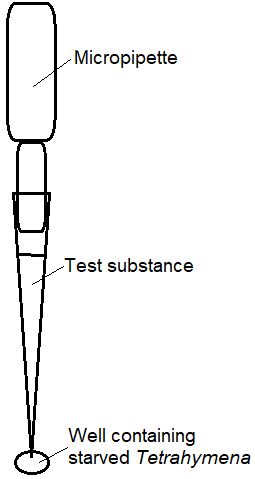 Micropipette
Test substance
Well containing
starved Tetrahymena